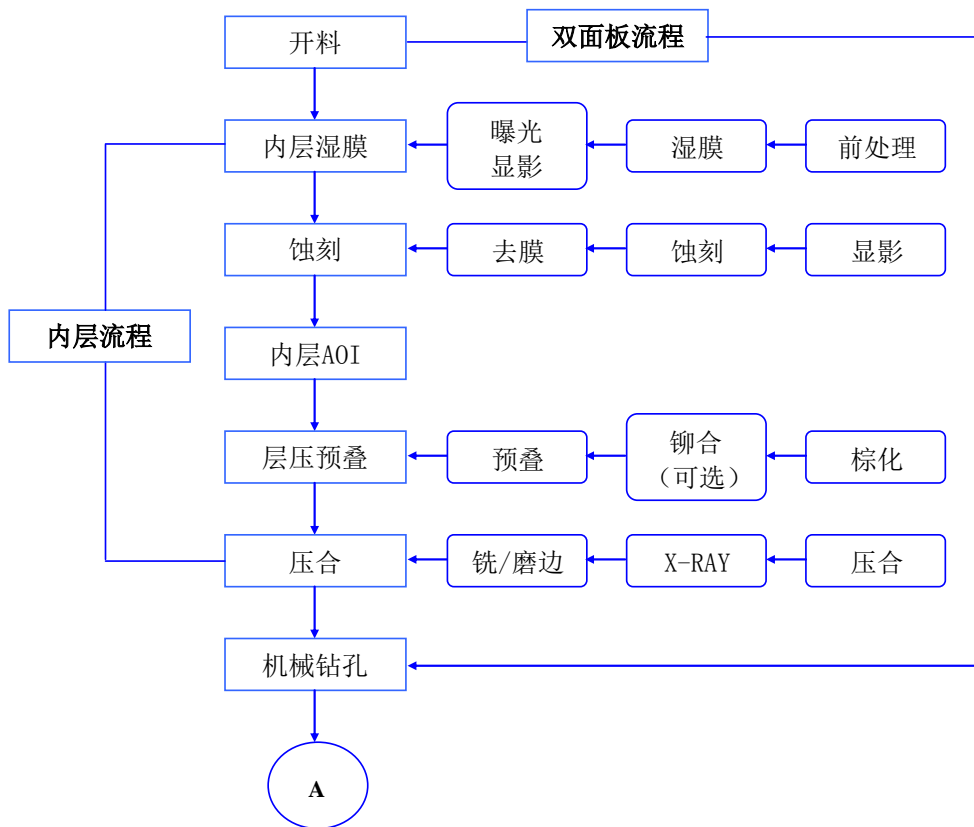 开料
双面板流程
内层湿膜
曝光
显影
湿膜
前处理
蚀刻
去膜
蚀刻
显影
内层流程
内层AOI
层压预叠
预叠
铆合
（可选）
棕化
压合
铣/磨边
X-RAY
压合
机械钻孔
A